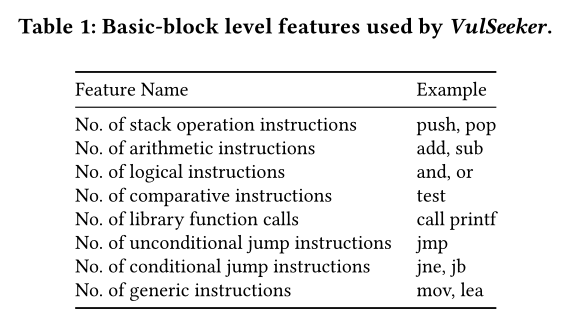 Table 1: Basic-block level features used by VulSeeker.
Feature Name Example
No. of stack operation instructions push, pop
No. of arithmetic instructions add, sub
No. of logical instructions and, or
No. of comparative instructions test
No. of library function calls call printf
No. of unconditional jump instructions jmp
No. of conditional jump instructions jne, jb
No. of generic instructions mov, lea